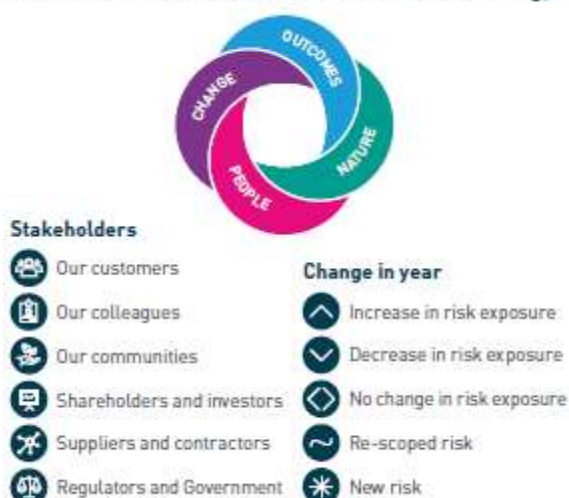 OUTCOMES
CHANGE
NATURE
PEOPLE
Stakeholders
Our customers
Our colleagues
Our communities
Shareholders and investors
Suppliers and contractors
Regulators and Government
Change in year
Increase in risk exposure
Decrease in risk exposure
No change in risk exposure
Re-scoped risk
New risk